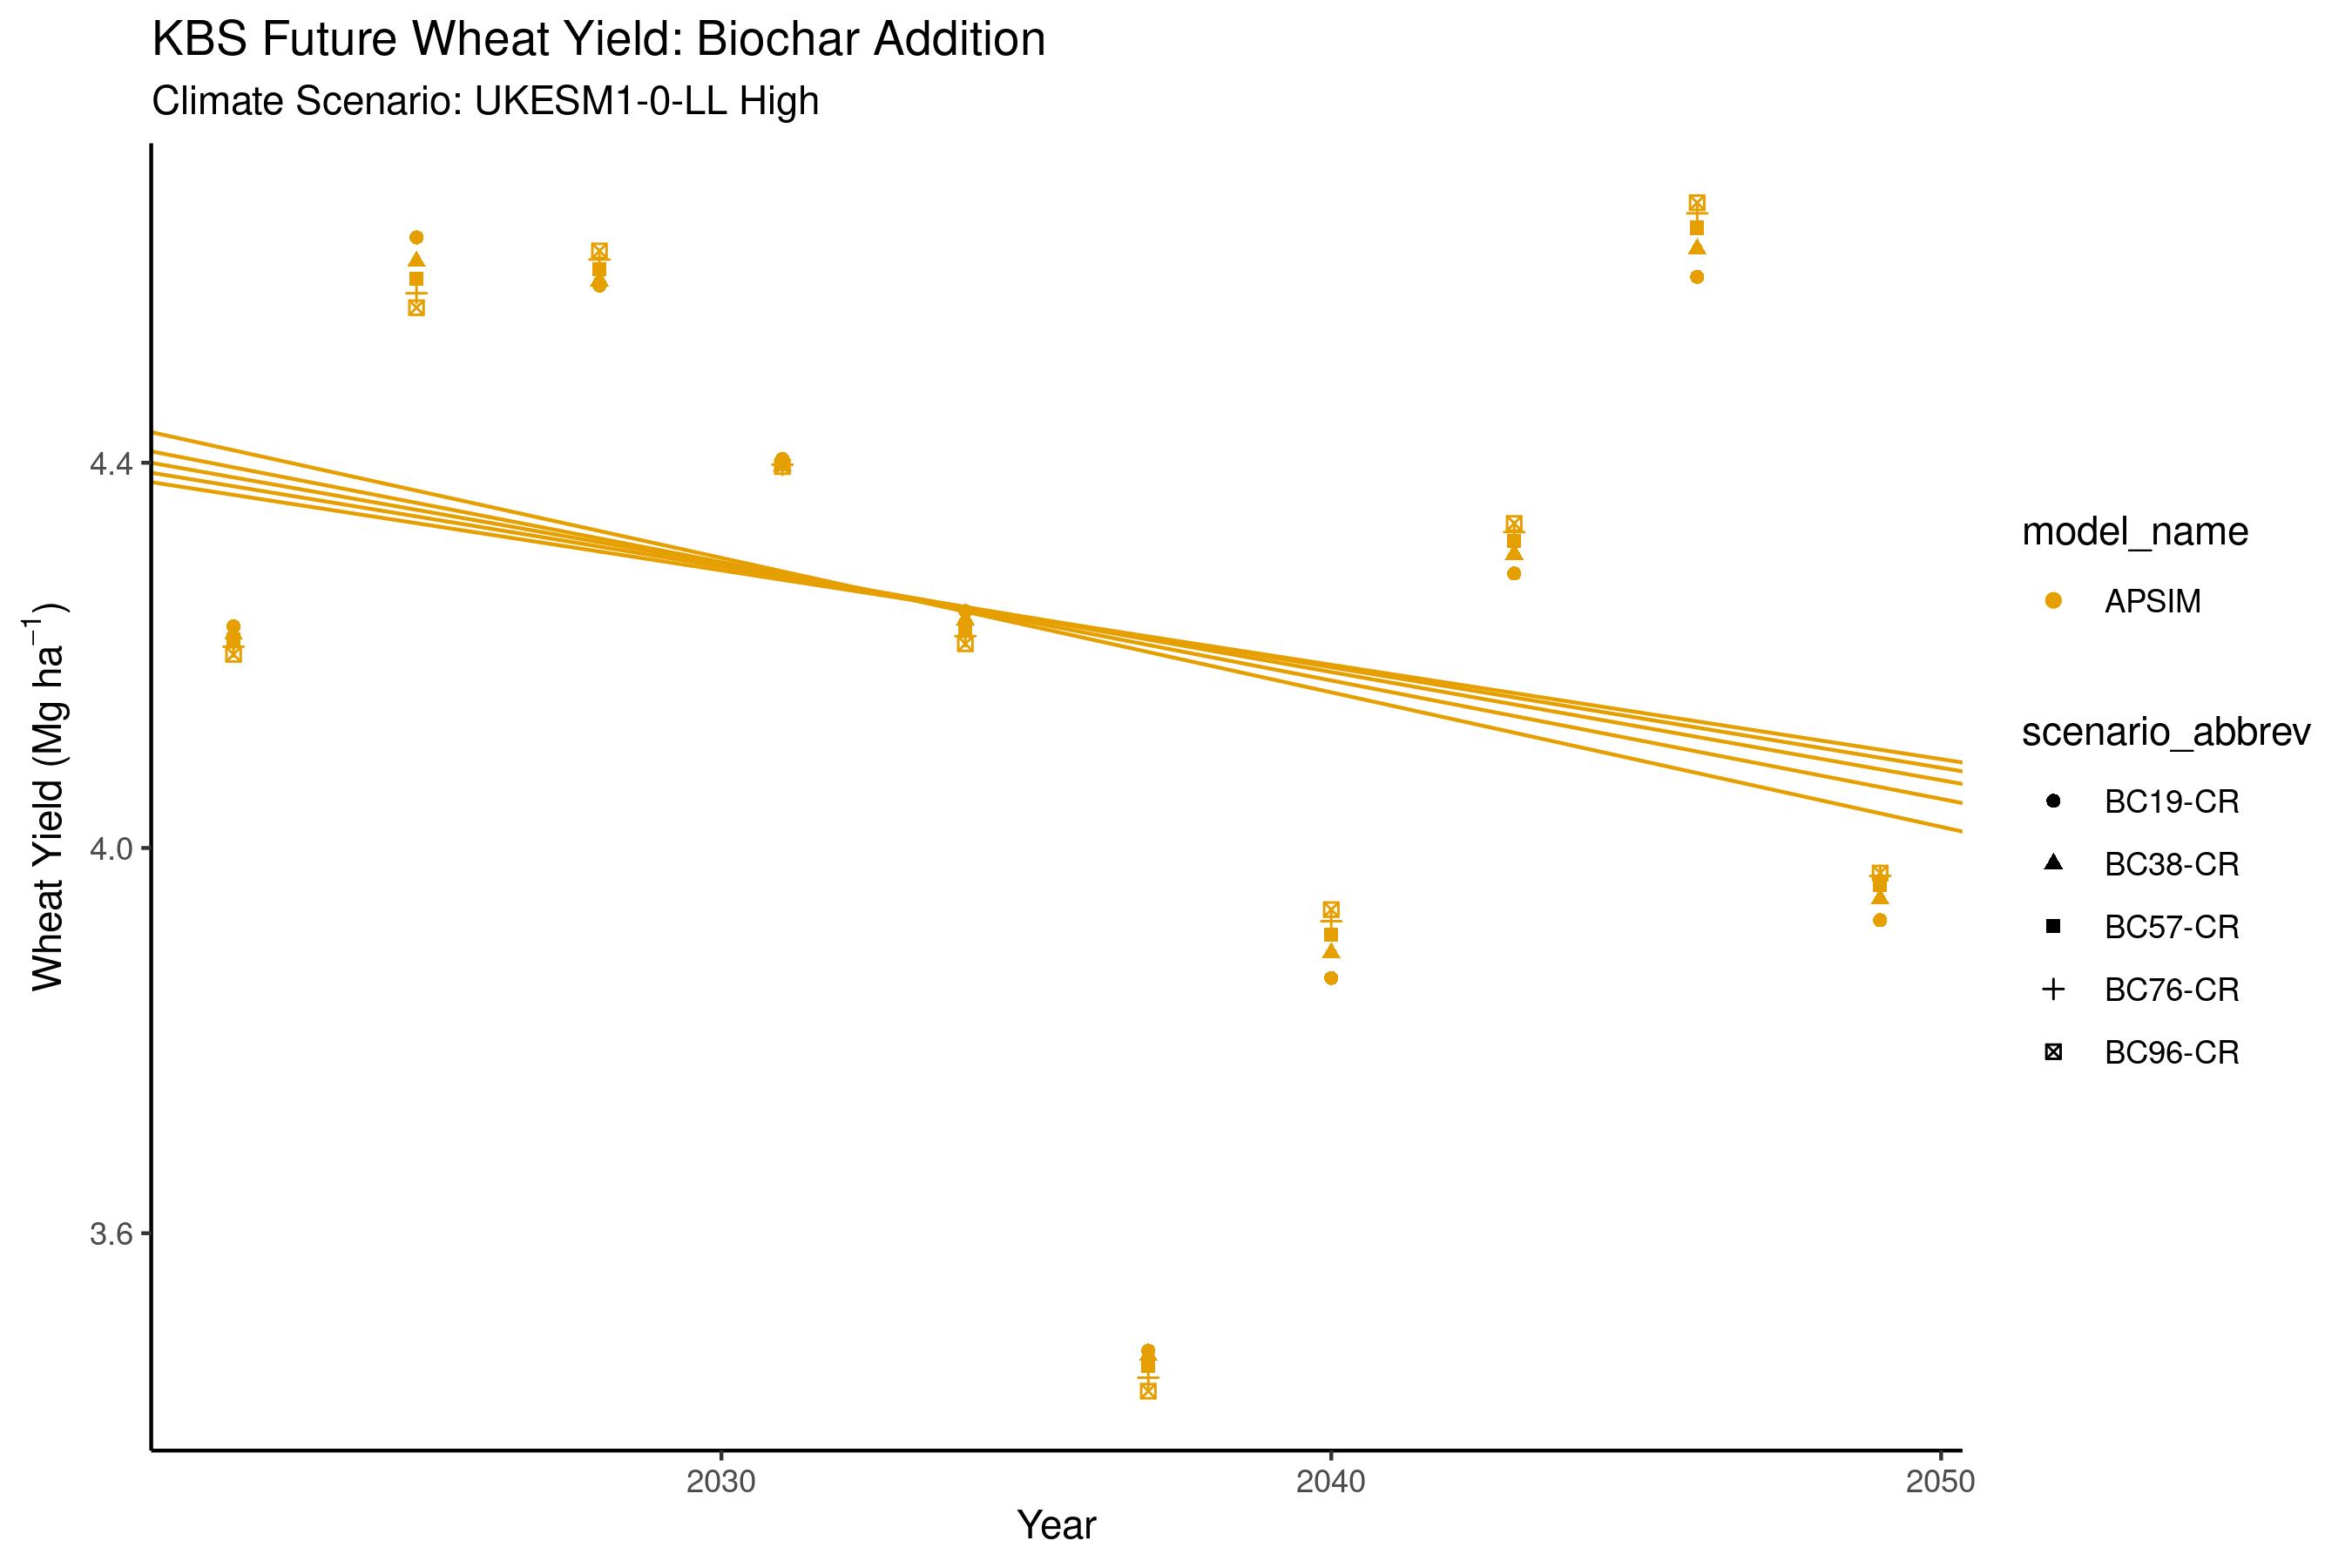 KBS Future Wheat Yield: Biochar Addition
Climate Scenario: UKESM1-0-LL High
Wheat Yield (Mg ha⁻¹)
4.4
4.0
3.6
2030
2040
2050
Year
model_name
APSIM
scenario_abbrev
BC19-CR
BC38-CR
BC57-CR
BC76-CR
BC96-CR